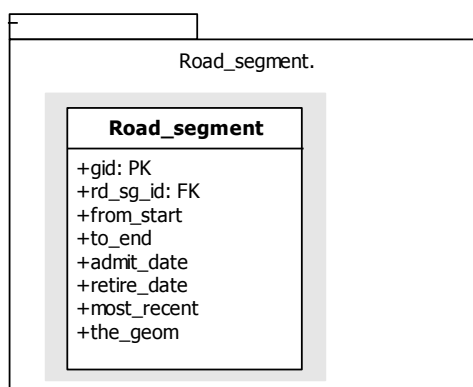 Road_segment.
Road_segment
+gid: PK
+rd_sg_id: FK
+from_start
+to_end
+admit_date
+retire_date
+most_recent
+the_geom